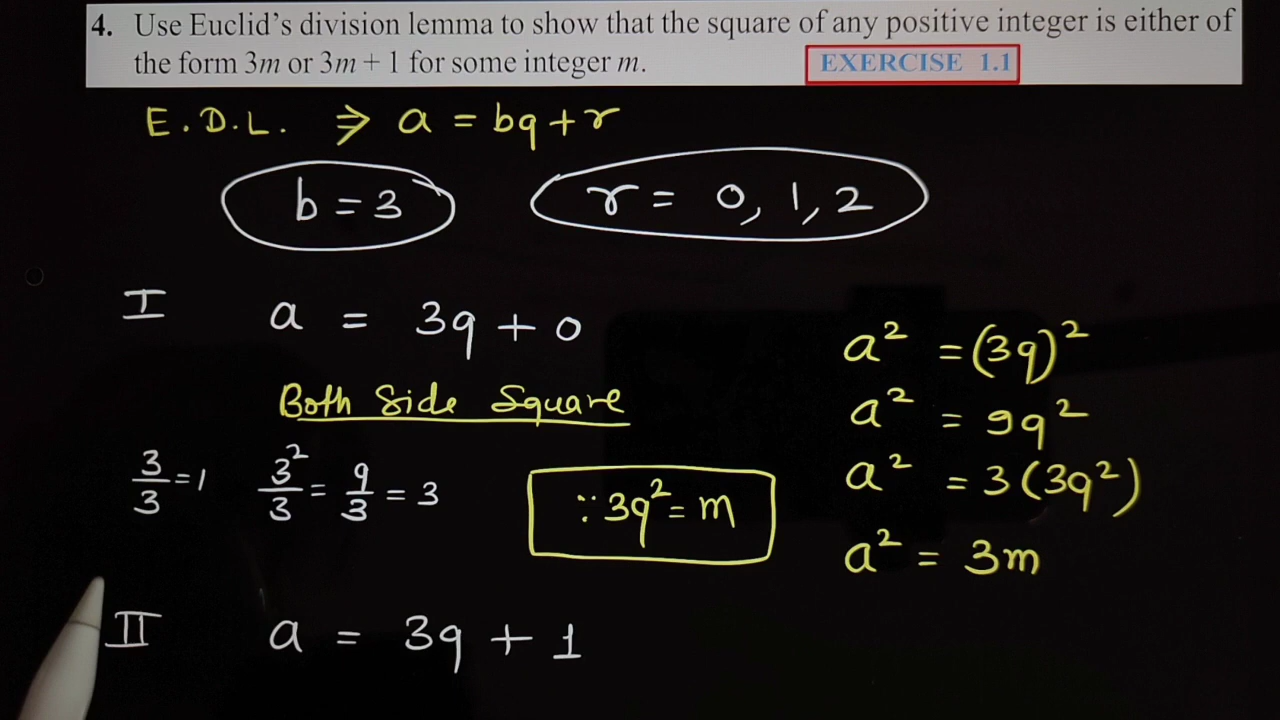 4. Use Euclid's division lemma to show that the square of any positive integer is either of
the form 3m or 3m + 1 for some integer m.
EXERCISE 1.1
E.D.L. ⇒ a = bq + r
b = 3
r = 0, 1, 2
I a = 3q + 0
Both Side Square
3/3 = 1 3²/3 = 9/3 = 3
∵ 3q² = m
a² = (3q)²
a² = 9q²
a² = 3(3q²)
a² = 3m
II a = 3q + 1